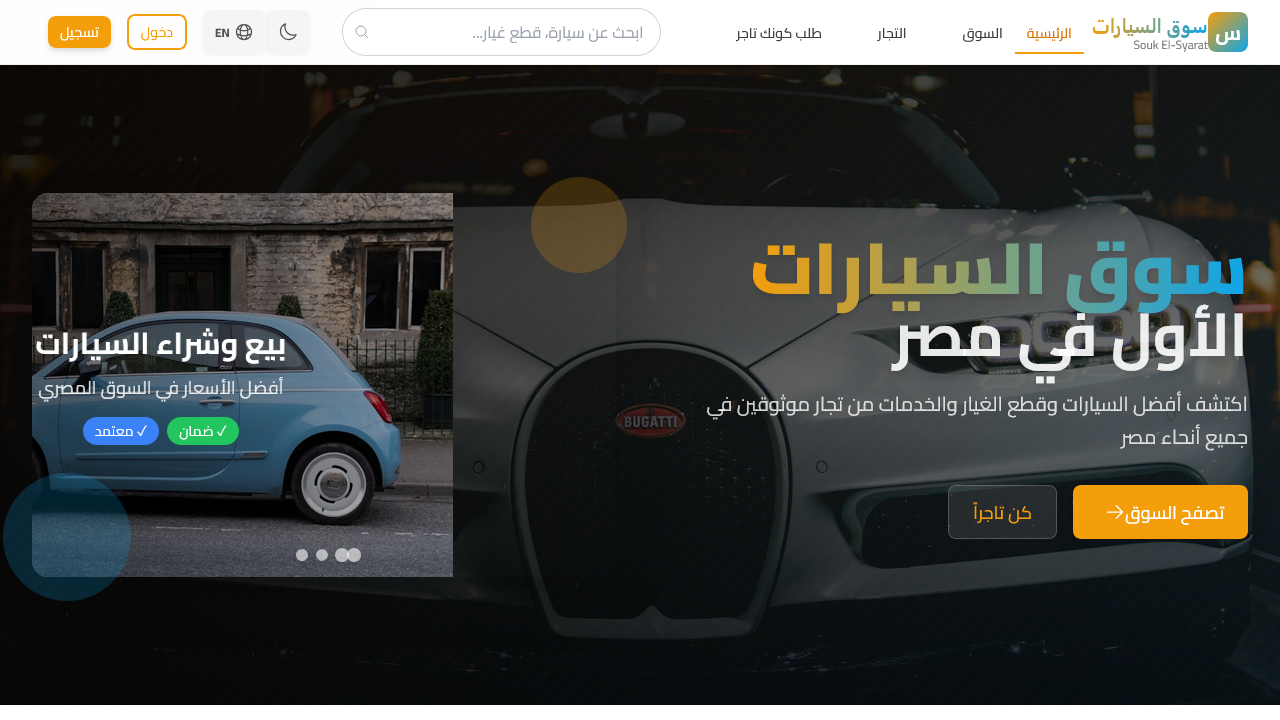 س
سوق السيارات
Souk El-Syarat
الرئيسية
السوق
التجار
طلب كونك تاجر
ابحث عن سيارة، قطع غيار...
EN
دخول
تسجيل
سوق السيارات
الأول في مصر
اكتشف أفضل السيارات وقطع الغيار والخدمات من تجار موثوقين في
جميع أنحاء مصر
تصفح السوق
كن تاجراً
BUGATTI
بيع وشراء السيارات
أفضل الأسعار في السوق المصري
✓ ضمان
✓ معتمد